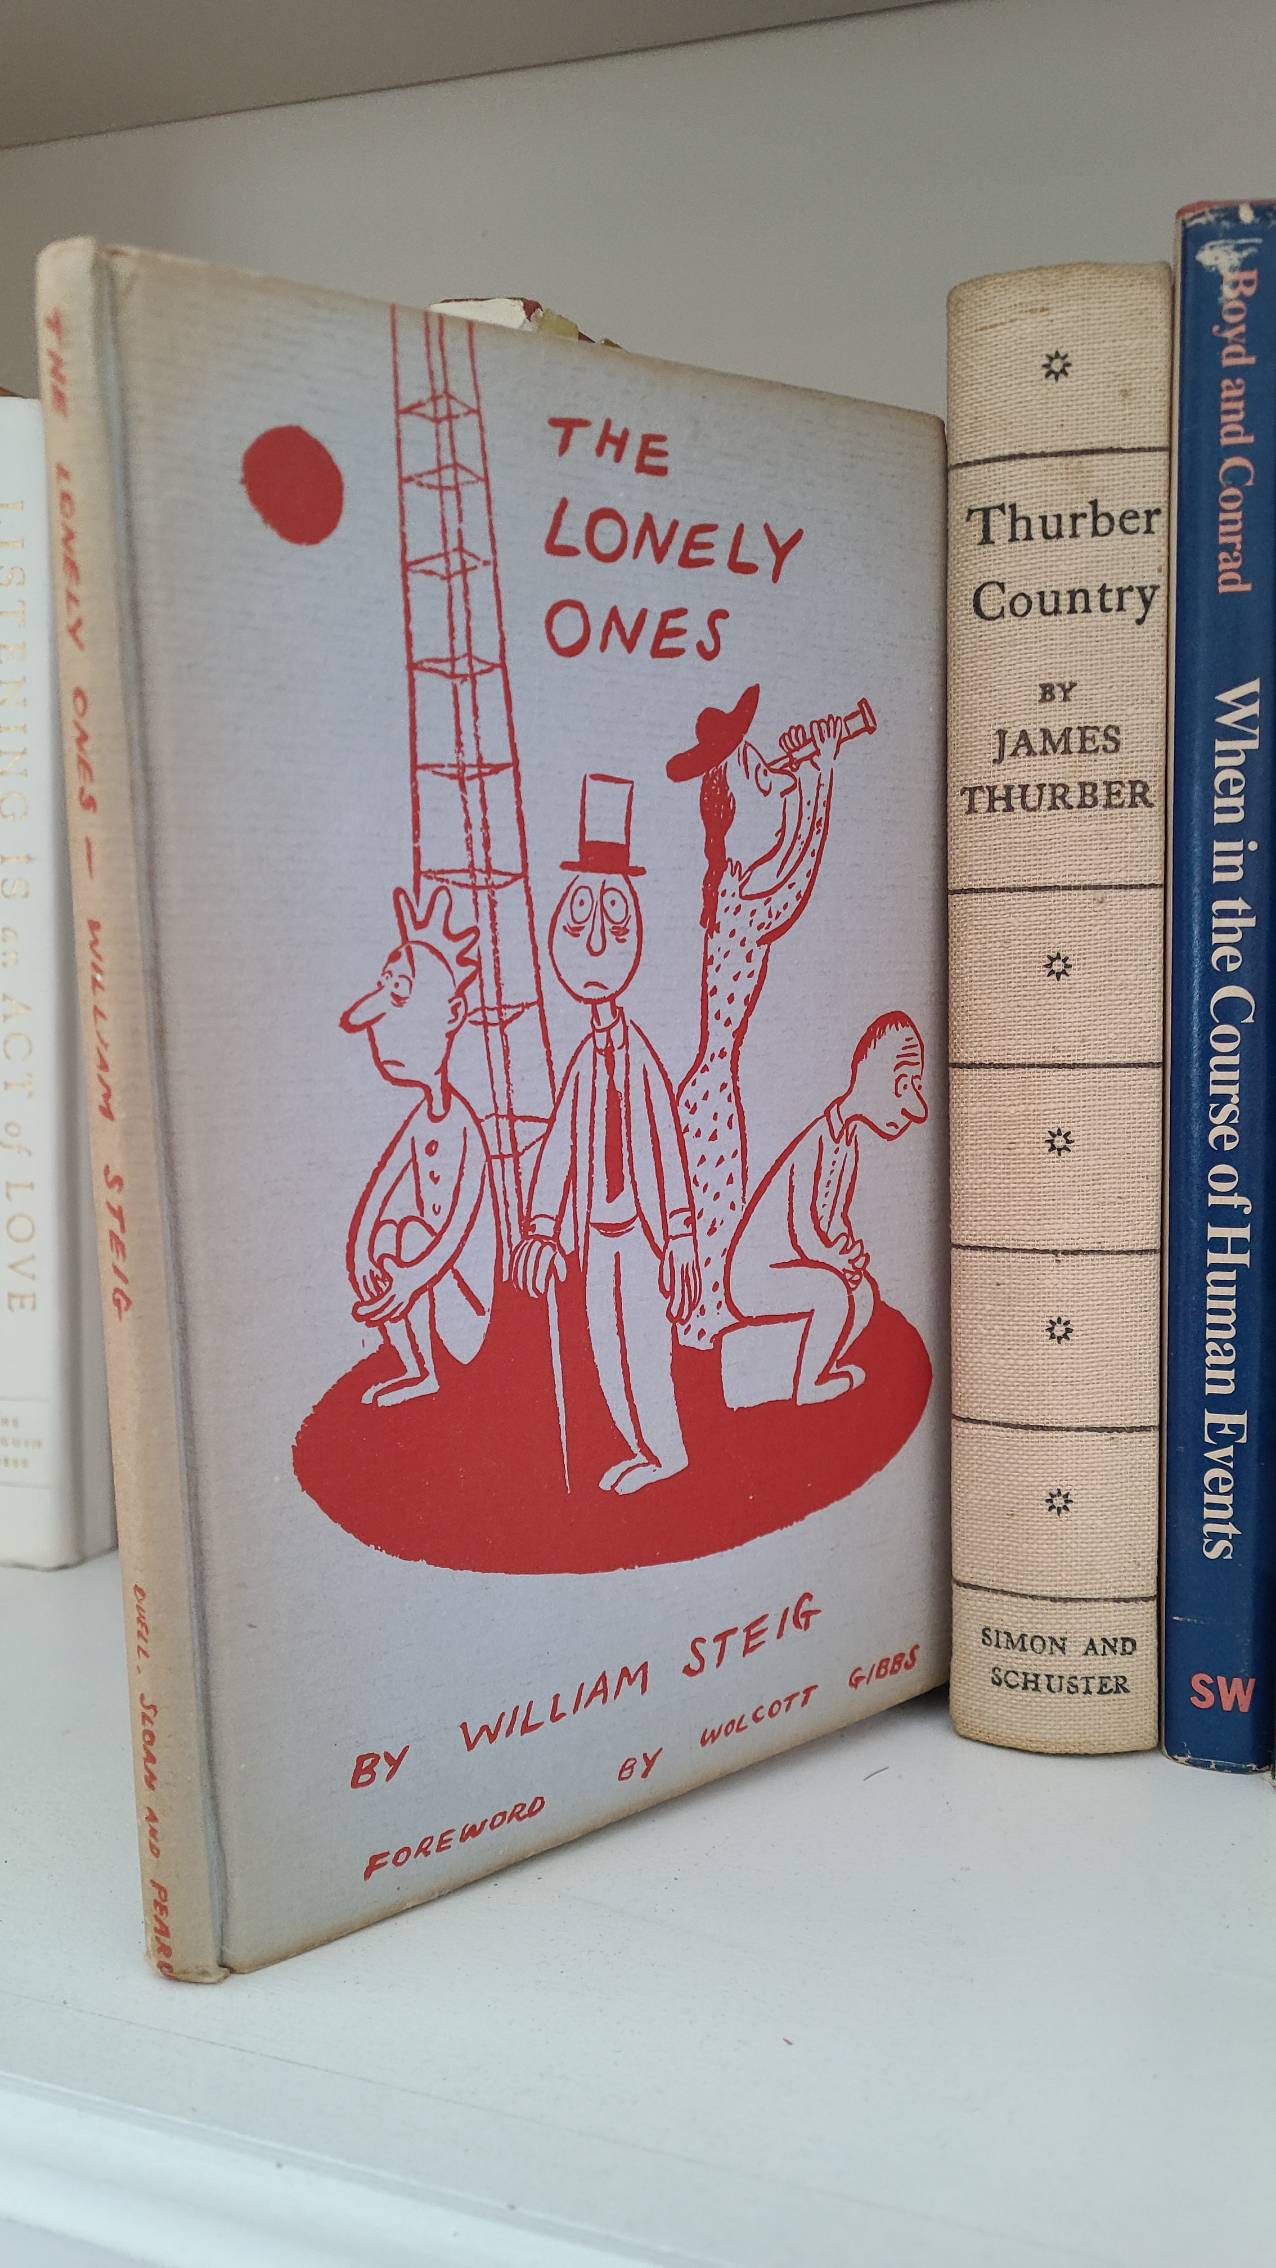 LISTENING IS an ACT of LOVE
THE LONELY ONES — WILLIAM STEIG
DUELL, SLOAN AND PEARC
THE
LONELY
ONES
BY WILLIAM STEIG
FOREWORD BY WOLCOTT GIBBS
Thurber
Country
BY
JAMES
THURBER
SIMON AND
SCHUSTER
Boyd and Conrad
When in the Course of Human Events
SW